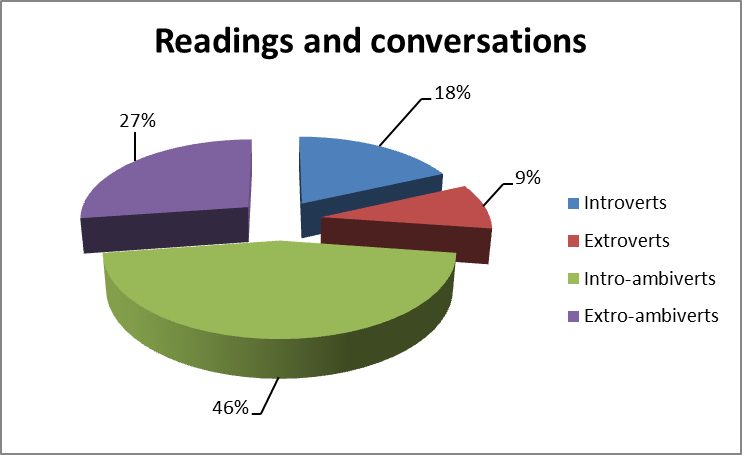 Readings and conversations
18%
27%
9%
46%
Introverts
Extroverts
Intro-ambiverts
Extro-ambiverts